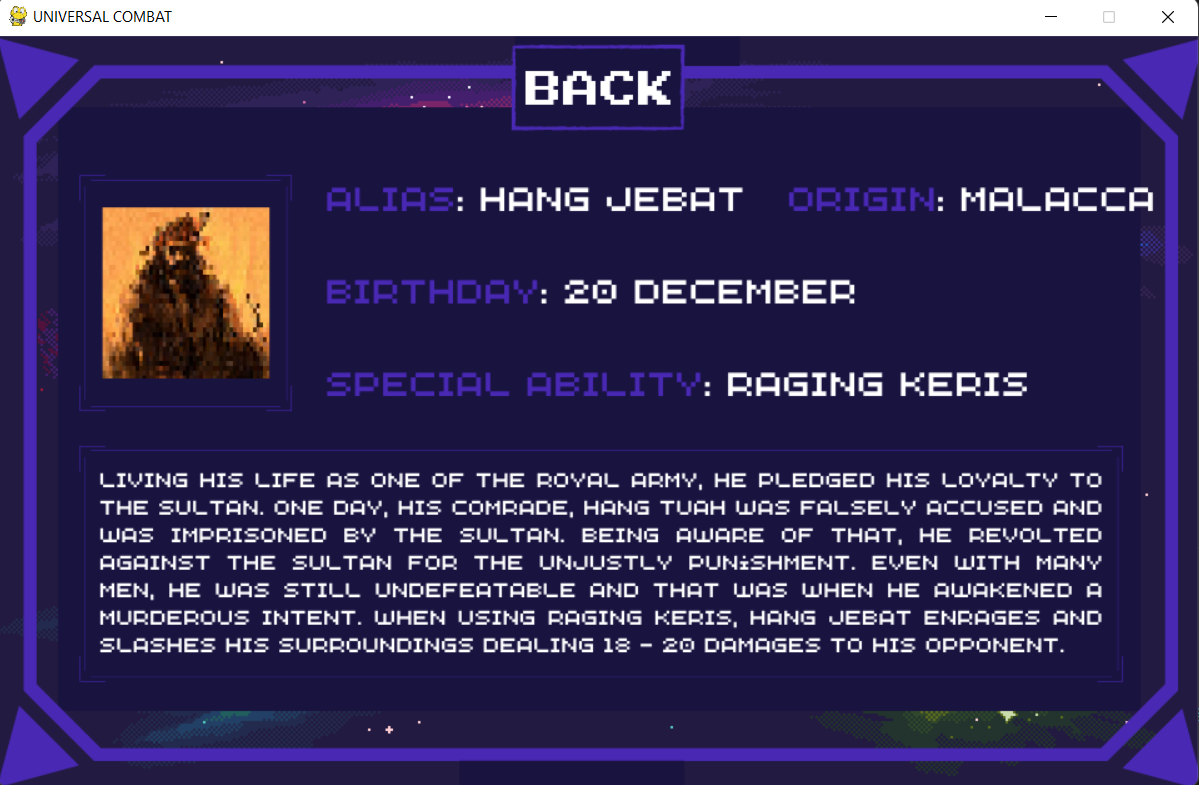 UNIVERSAL COMBAT
BACK
ALIAS: HANG JEBAT ORIGIN: MALACCA
BIRTHDAY: 20 DECEMBER
SPECIAL ABILITY: RAGING KERIS
LIVING HIS LIFE AS ONE OF THE ROYAL ARMY, HE PLEDGED HIS LOYALTY TO
THE SULTAN. ONE DAY, HIS COMRADE, HANG TUAH WAS FALSELY ACCUSED AND
WAS IMPRISONED BY THE SULTAN. BEING AWARE OF THAT, HE REVOLTED
AGAINST THE SULTAN FOR THE UNJUSTLY PUNiSHMENT. EVEN WITH MANY
MEN, HE WAS STILL UNDEFEATABLE AND THAT WAS WHEN HE AWAKENED A
MURDEROUS INTENT. WHEN USING RAGING KERIS, HANG JEBAT ENRAGES AND
SLASHES HIS SURROUNDINGS DEALING 18 - 20 DAMAGES TO HIS OPPONENT.